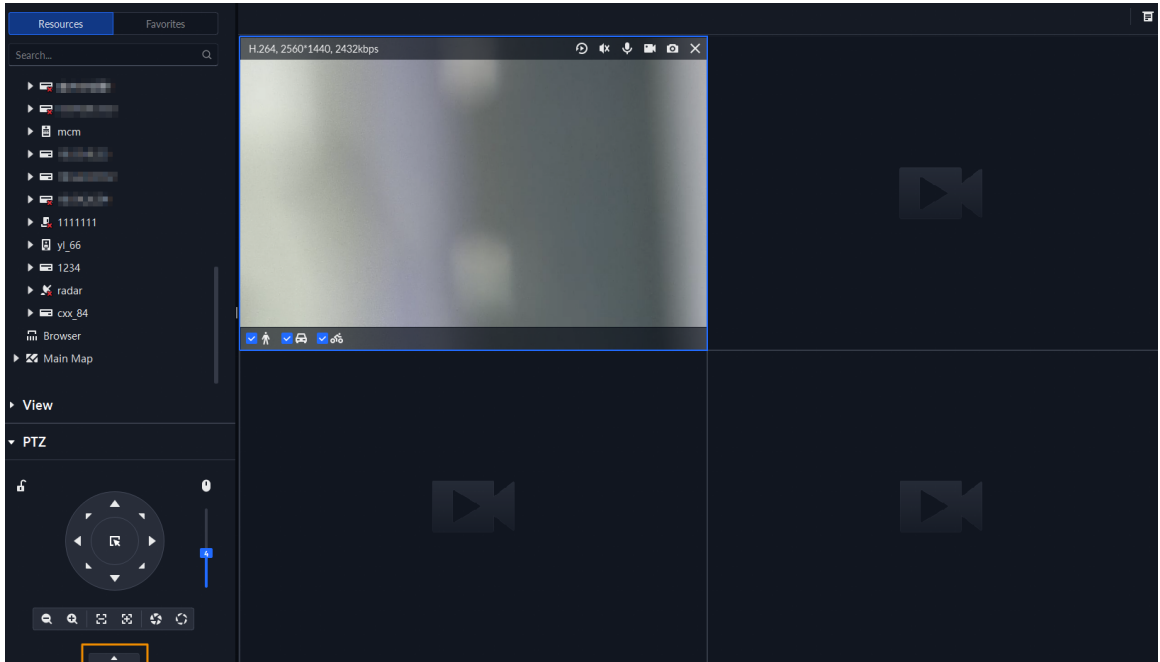 Resources
Favorites
Search...
H.264, 2560*1440, 2432kbps
mcm
1111111
yl_66
1234
radar
cxx_84
Browser
Main Map
View
PTZ
4